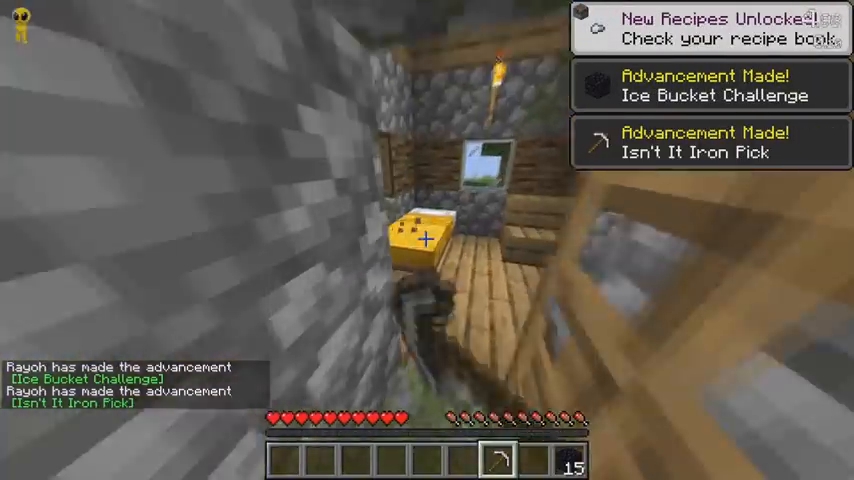 New Recipes Unlocked!
Check your recipe book
Advancement Made!
Ice Bucket Challenge
Advancement Made!
Isn't It Iron Pick
Rayoh has made the advancement
[Ice Bucket Challenge]
Rayoh has made the advancement
[Isn't It Iron Pick]
15